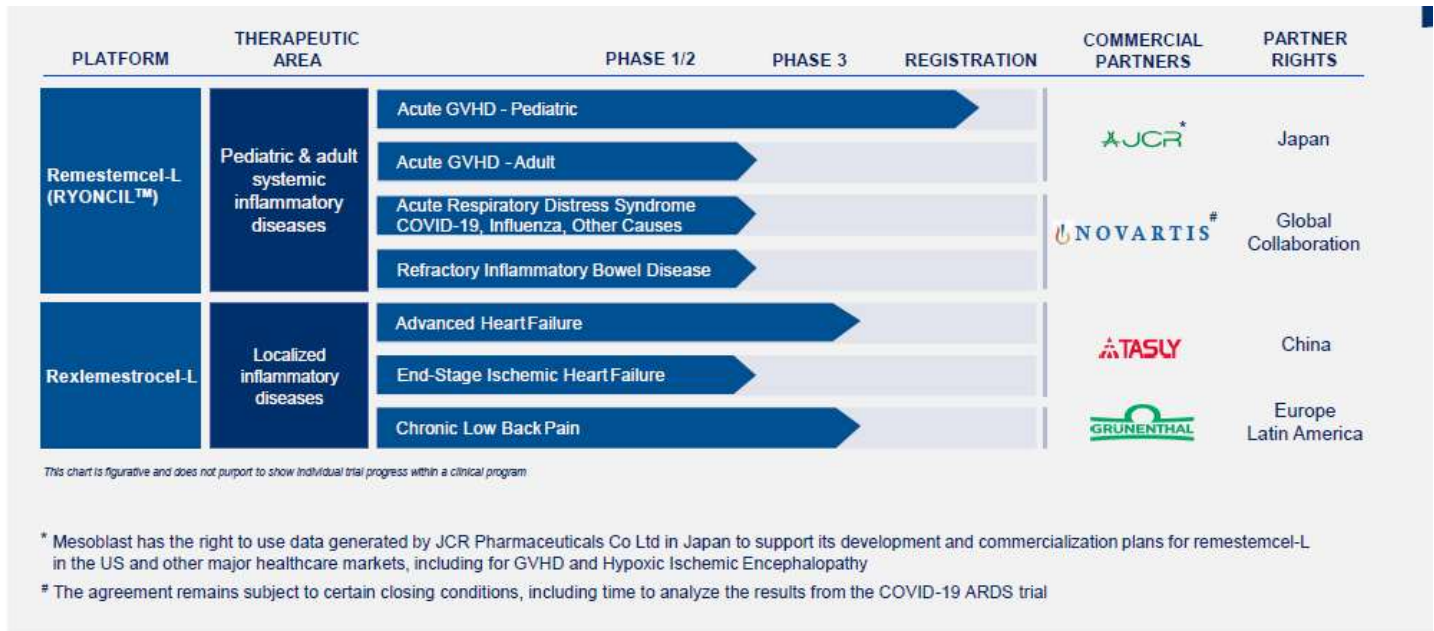 PLATFORM
THERAPEUTIC
AREA
PHASE 1/2
PHASE 3
REGISTRATION
COMMERCIAL
PARTNERS
PARTNER
RIGHTS
Remestemcel-L
(RYONCIL™)
Pediatric & adult
systemic
inflammatory
diseases
Acute GVHD - Pediatric
Acute GVHD - Adult
Acute Respiratory Distress Syndrome
COVID-19, Influenza, Other Causes
Refractory Inflammatory Bowel Disease
JCR*
Japan
NOVARTIS#
Global
Collaboration
Rexlemestrocel-L
Localized
inflammatory
diseases
Advanced Heart Failure
End-Stage Ischemic Heart Failure
Chronic Low Back Pain
TASLY
China
GRUNENTHAL
Europe
Latin America
This chart is figurative and does not purport to show individual trial progress within a clinical program
* Mesoblast has the right to use data generated by JCR Pharmaceuticals Co Ltd in Japan to support its development and commercialization plans for remestemcel-L
in the US and other major healthcare markets, including for GVHD and Hypoxic Ischemic Encephalopathy
# The agreement remains subject to certain closing conditions, including time to analyze the results from the COVID-19 ARDS trial